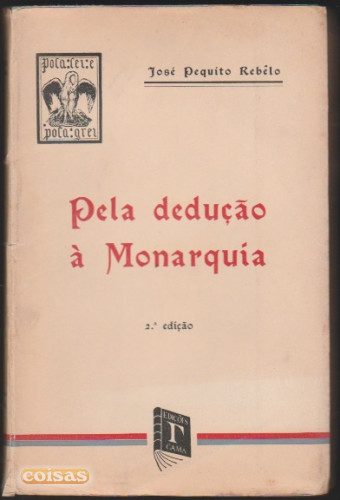 pola:lei:e
pola:grei
José Pequito Rebêlo
Pela dedução
à Monarquia
2.ª edição
EDIÇÕES
Γ
GAMA
coisas